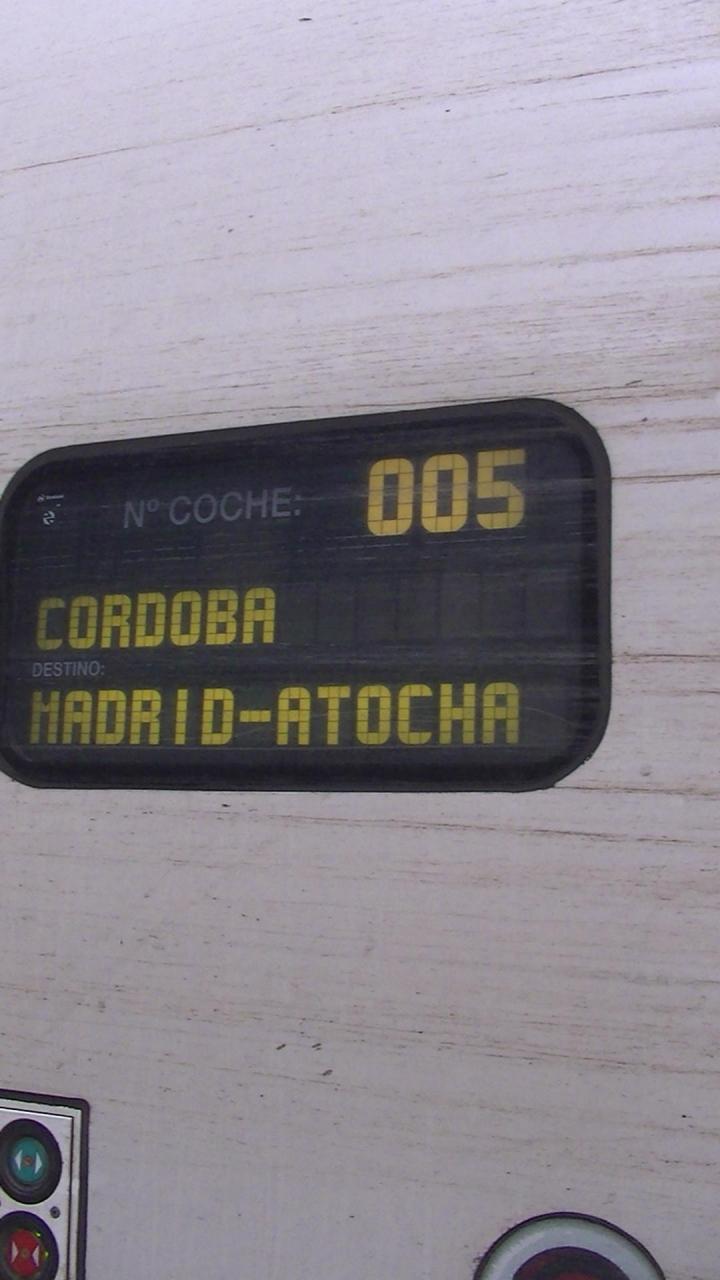 Nº COCHE: 005
CORDOBA
DESTINO:
MADRID-ATOCHA